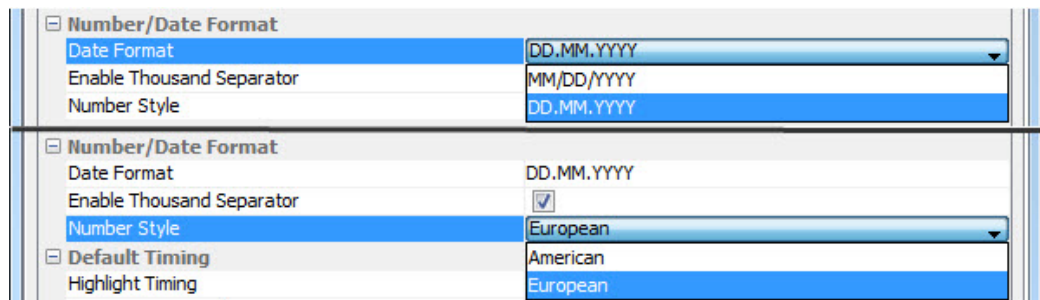 Number/Date Format
Date Format DD.MM.YYYY
Enable Thousand Separator MM/DD/YYYY
Number Style DD.MM.YYYY
Number/Date Format
Date Format DD.MM.YYYY
Enable Thousand Separator
Number Style European
Default Timing American
Highlight Timing European